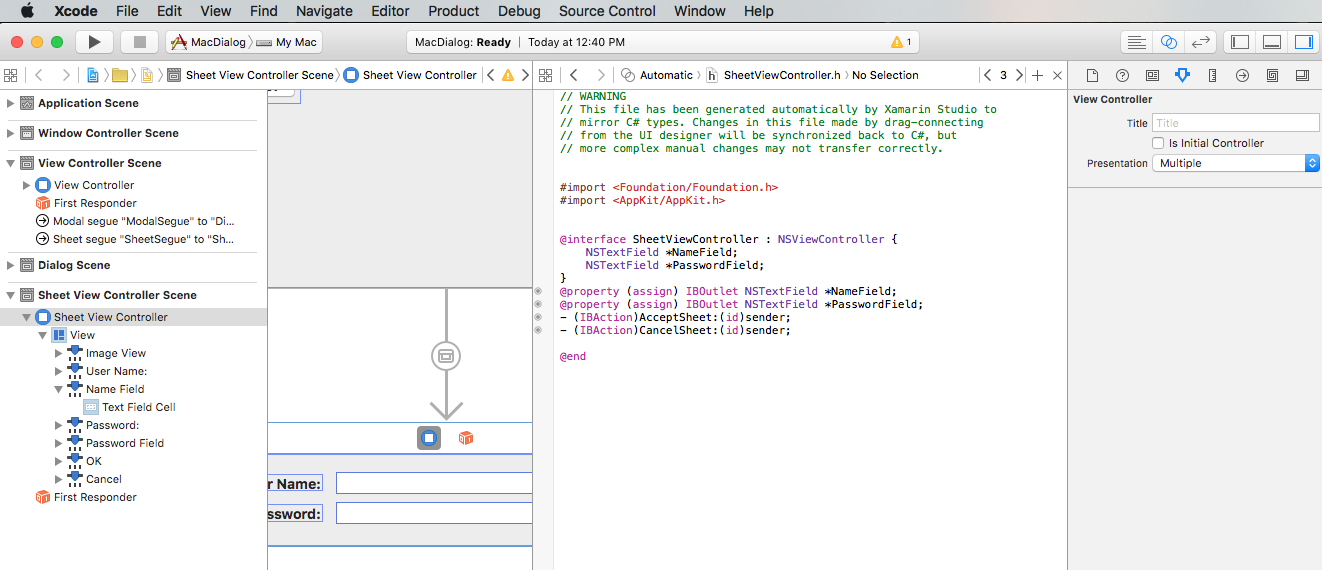 Xcode File Edit View Find Navigate Editor Product Debug Source Control Window Help
MacDialog My Mac
MacDialog: Ready | Today at 12:40 PM
1
Sheet View Controller Scene Sheet View Controller
Automatic SheetViewController.h No Selection
3
Application Scene
Window Controller Scene
View Controller Scene
View Controller
First Responder
Modal segue "ModalSegue" to "Di...
Sheet segue "SheetSegue" to "Sh...
Dialog Scene
Sheet View Controller Scene
Sheet View Controller
View
Image View
User Name:
Name Field
Text Field Cell
Password:
Password Field
OK
Cancel
First Responder
r Name:
ssword:
// WARNING
// This file has been generated automatically by Xamarin Studio to
// mirror C# types. Changes in this file made by drag-connecting
// from the UI designer will be synchronized back to C#, but
// more complex manual changes may not transfer correctly.
#import <Foundation/Foundation.h>
#import <AppKit/AppKit.h>
@interface SheetViewController : NSViewController {
NSTextField *NameField;
NSTextField *PasswordField;
}
@property (assign) IBOutlet NSTextField *NameField;
@property (assign) IBOutlet NSTextField *PasswordField;
- (IBAction)AcceptSheet:(id)sender;
- (IBAction)CancelSheet:(id)sender;
@end
View Controller
Title Title
Is Initial Controller
Presentation Multiple